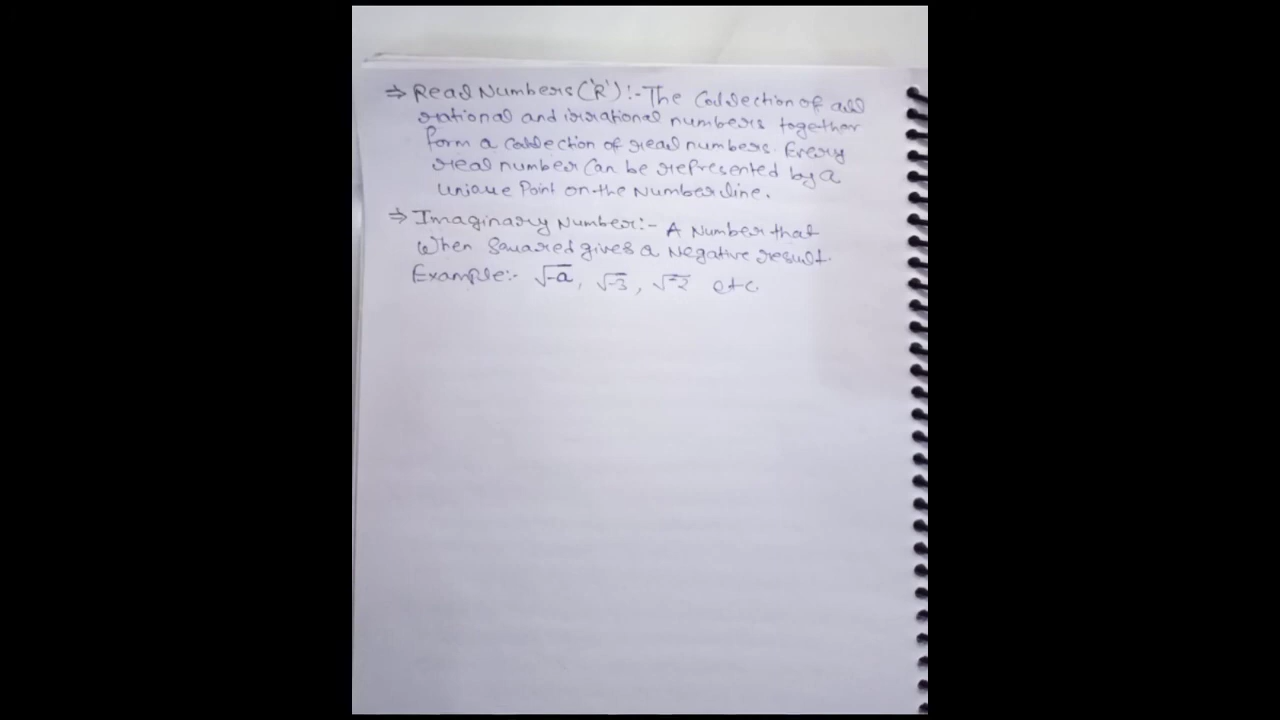 ⇒ Real Numbers ('R') :- The Collection of all
rational and irrational numbers together
form a collection of real numbers. Every
real number can be represented by a
unique Point on the Number line.
⇒ Imaginary Number:- A Number that
When Squared gives a Negative result.
Example:- √-a, √-3, √-2 etc.